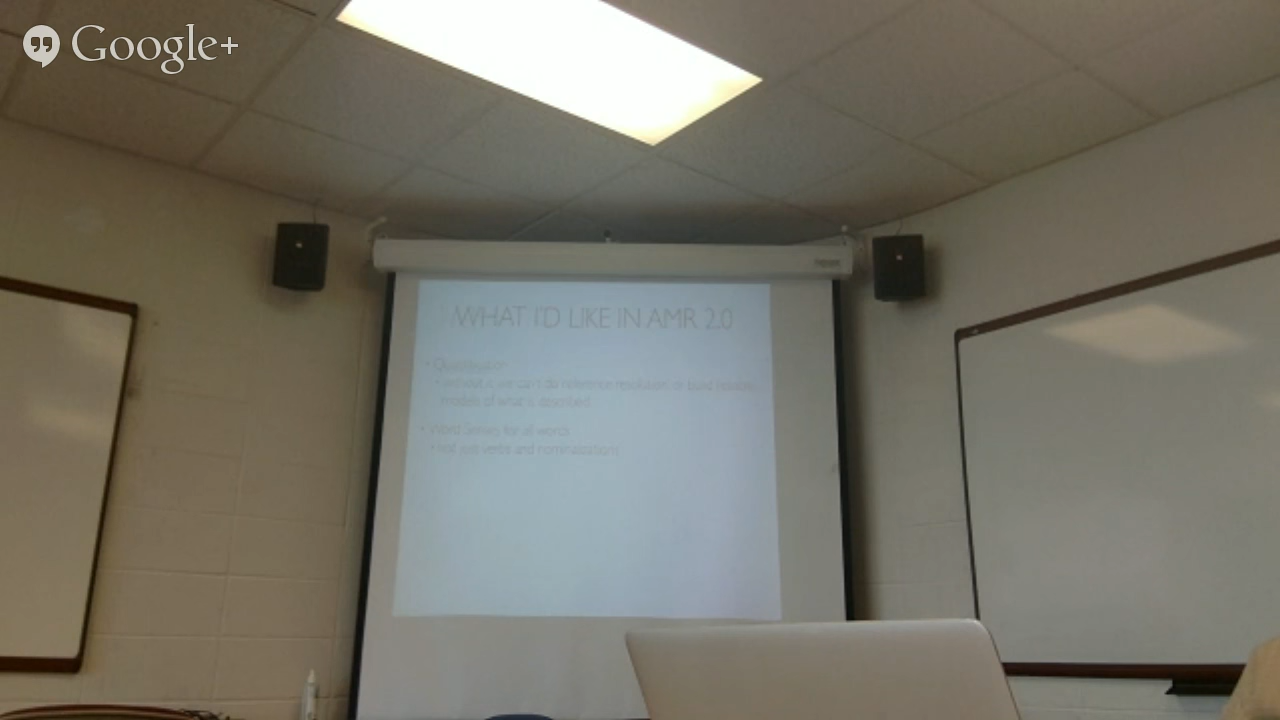 Google+
WHAT I'D LIKE IN AMR 2.0
• Quantification
• without it, we can't do reference resolution, or build
models of what is described.
• Word Senses for all words
• not just verbs and nominalizations